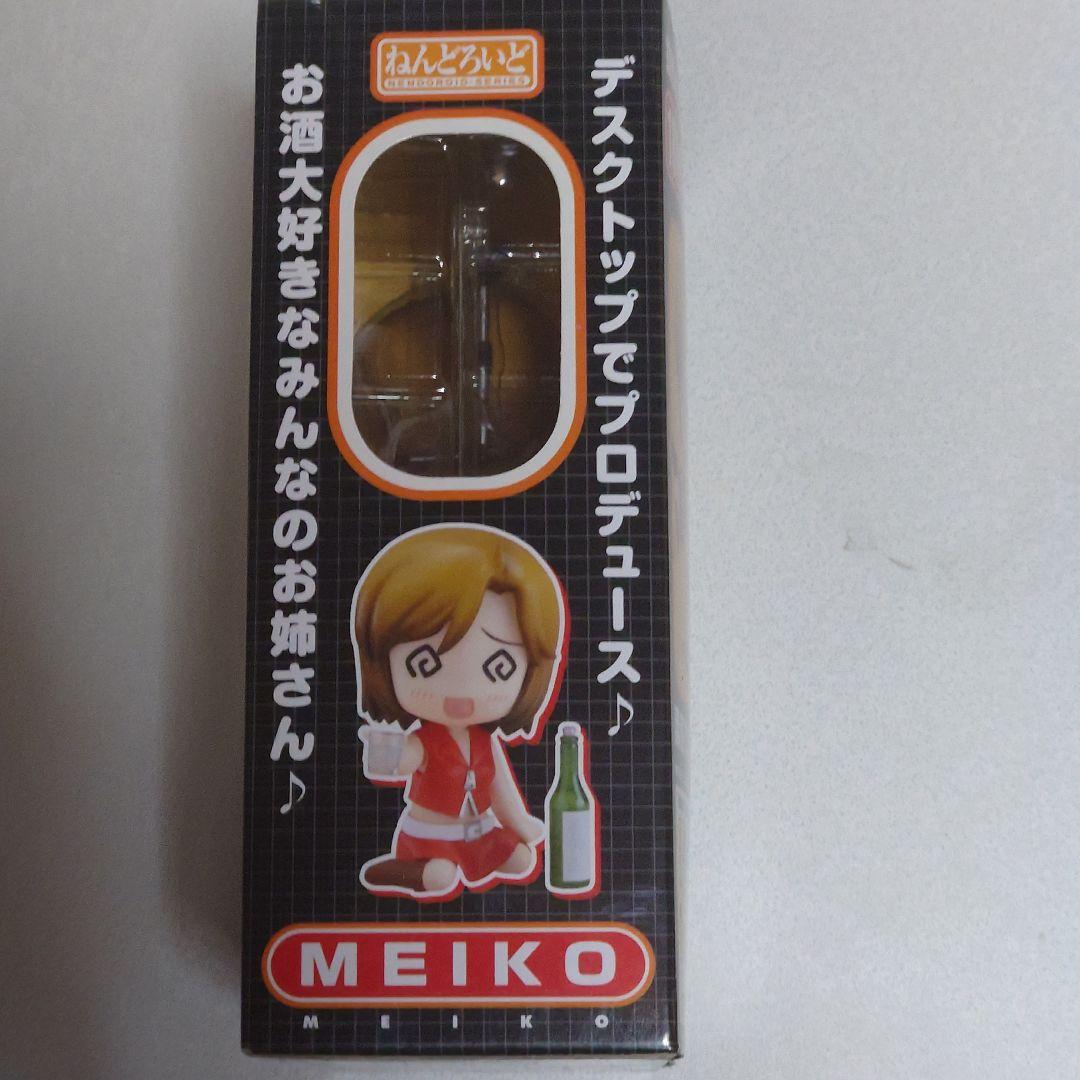 ねんどろいど
NENDOROID SERIES
デスクトップでプロデュース♪
お酒大好きなみんなのお姉さん♪
MEIKO
MEIKO